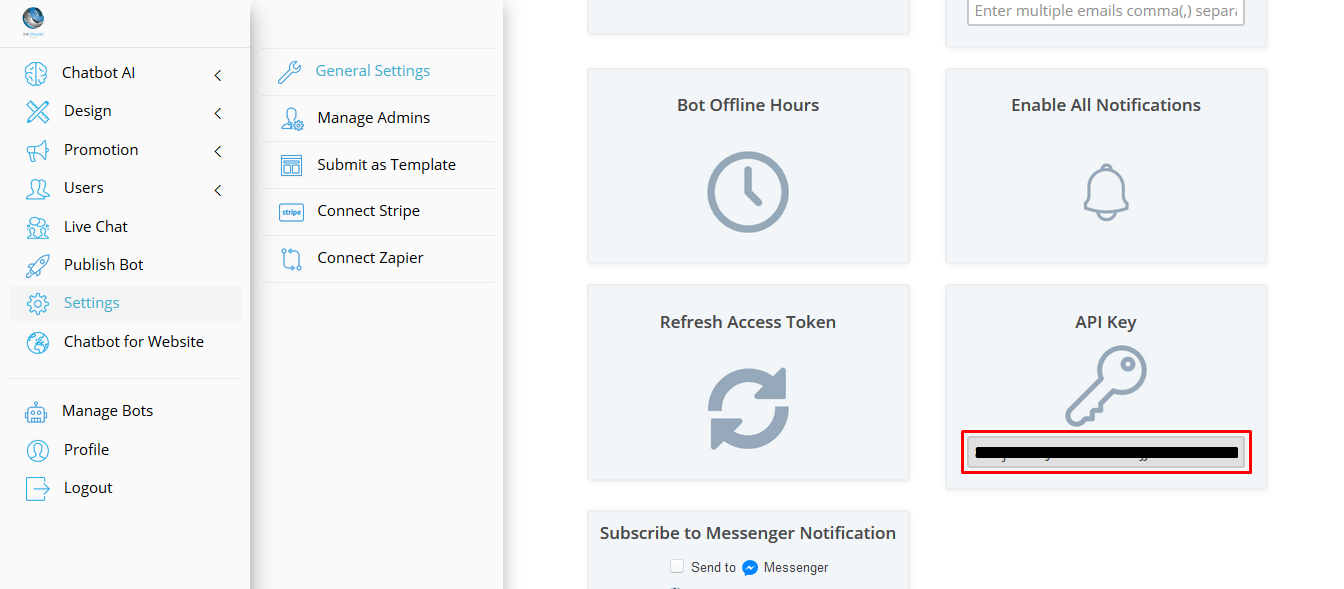 Chatbot AI
Design
Promotion
Users
Live Chat
Publish Bot
Settings
Chatbot for Website
Manage Bots
Profile
Logout
General Settings
Manage Admins
Submit as Template
stripe Connect Stripe
Connect Zapier
Enter multiple emails comma(,) separa
Bot Offline Hours
Enable All Notifications
Refresh Access Token
API Key
Subscribe to Messenger Notification
Send to Messenger